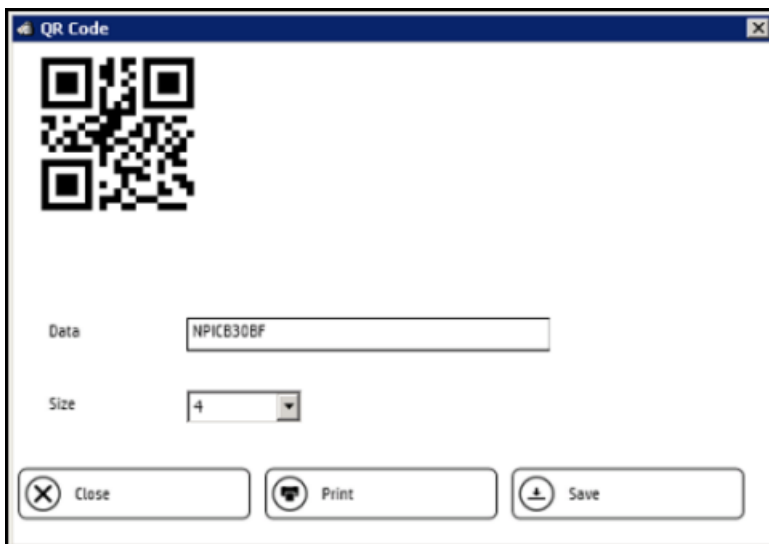 QR Code
Data
NPICB30BF
Size
4
Close
Print
Save